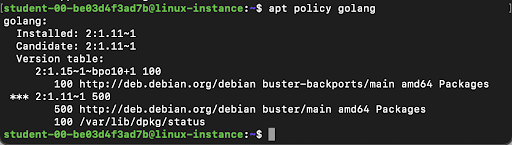 [student-00-be03d4f3ad7b@linux-instance:~$ apt policy golang ]
golang:
  Installed: 2:1.11~1
  Candidate: 2:1.11~1
  Version table:
     2:1.15~1~bpo10+1 100
        100 http://deb.debian.org/debian buster-backports/main amd64 Packages
 *** 2:1.11~1 500
        500 http://deb.debian.org/debian buster/main amd64 Packages
        100 /var/lib/dpkg/status
student-00-be03d4f3ad7b@linux-instance:~$